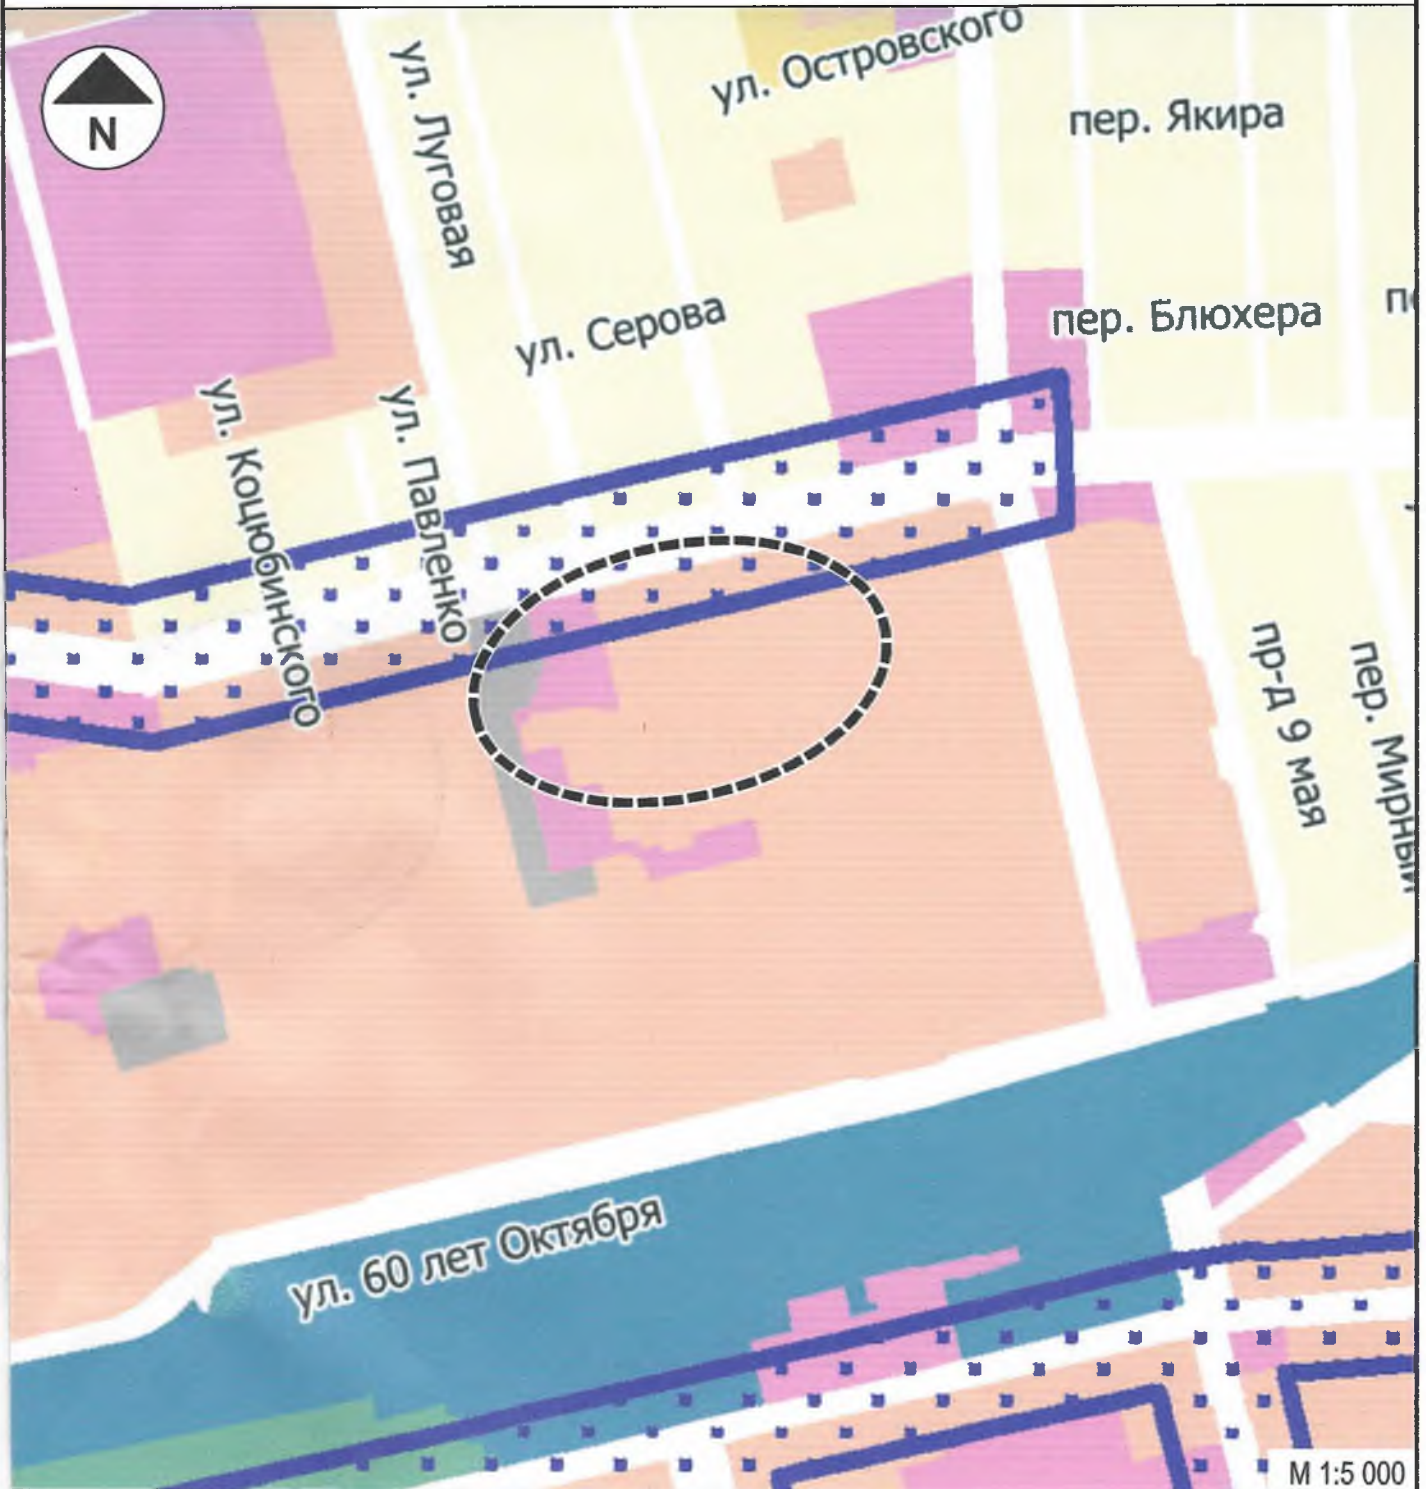 N
ул. Луговая
ул. Островского
пер. Якира
ул. Серова
пер. Блюхера
ул. Коцюбинского
ул. Павленко
пр-д 9 мая
пер. Мирный
ул. 60 лет Октября
М 1:5 000